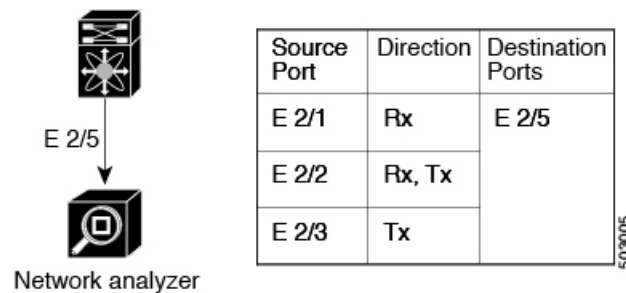 E 2/5
Network analyzer
Source Port Direction Destination Ports
E 2/1 Rx E 2/5
E 2/2 Rx, Tx
E 2/3 Tx
503005